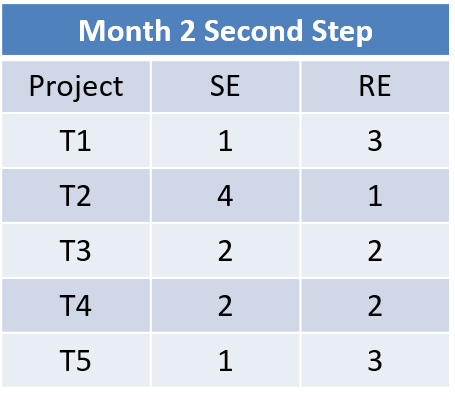 Month 2 Second Step
Project SE RE
T1 1 3
T2 4 1
T3 2 2
T4 2 2
T5 1 3